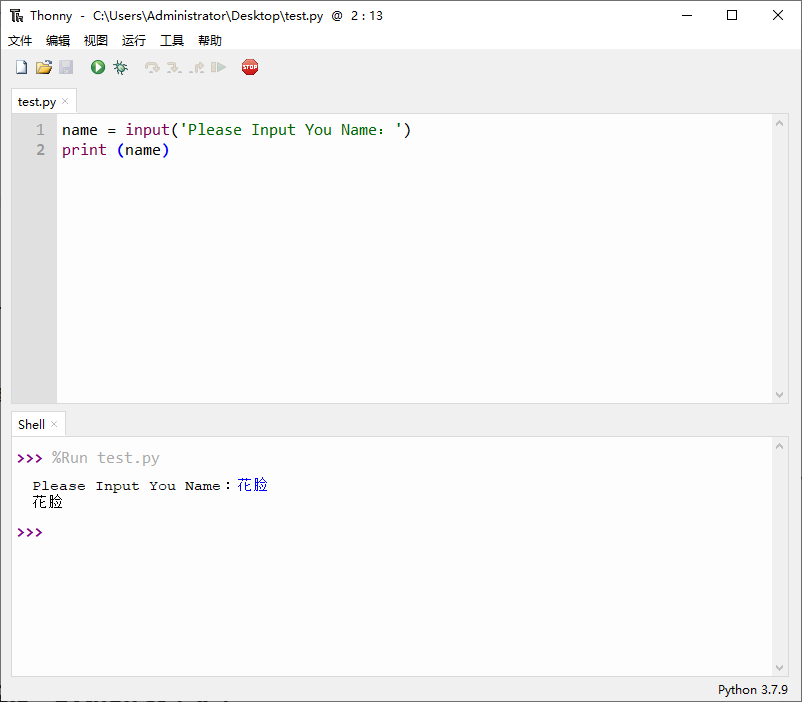 Thonny - C:\Users\Administrator\Desktop\test.py @ 2 : 13
文件 编辑 视图 运行 工具 帮助
STOP
test.py ×
1 name = input('Please Input You Name：')
2 print (name)
Shell ×
>>> %Run test.py
Please Input You Name：花脸
花脸
>>>
Python 3.7.9